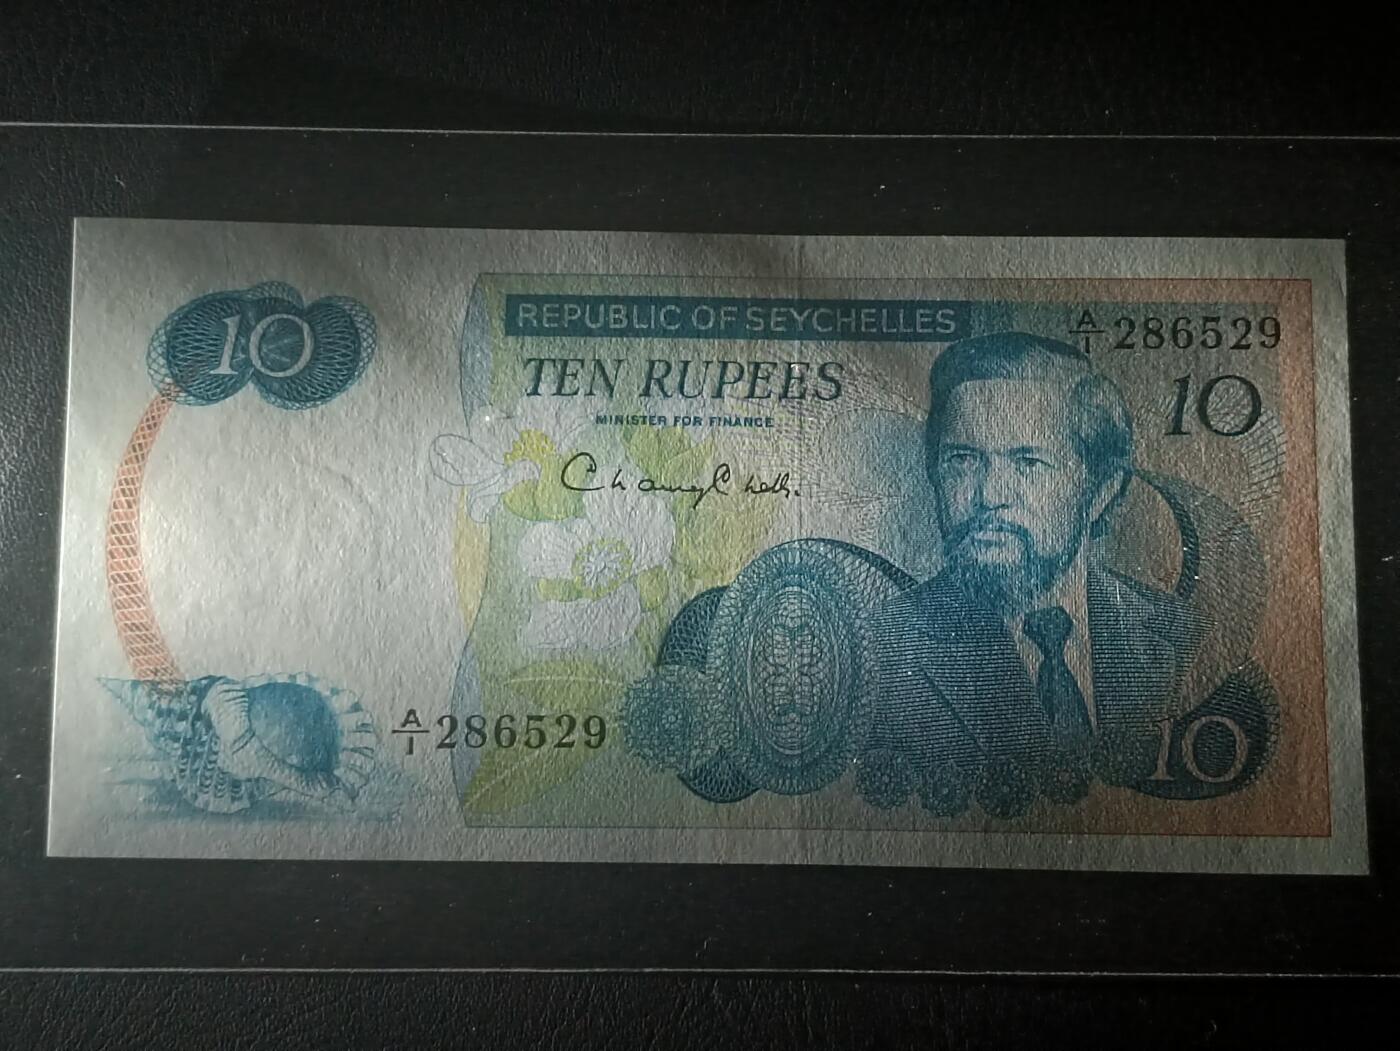 10
REPUBLIC OF SEYCHELLES
A/1 286529
TEN RUPEES
10
MINISTER FOR FINANCE
A/1 286529
10